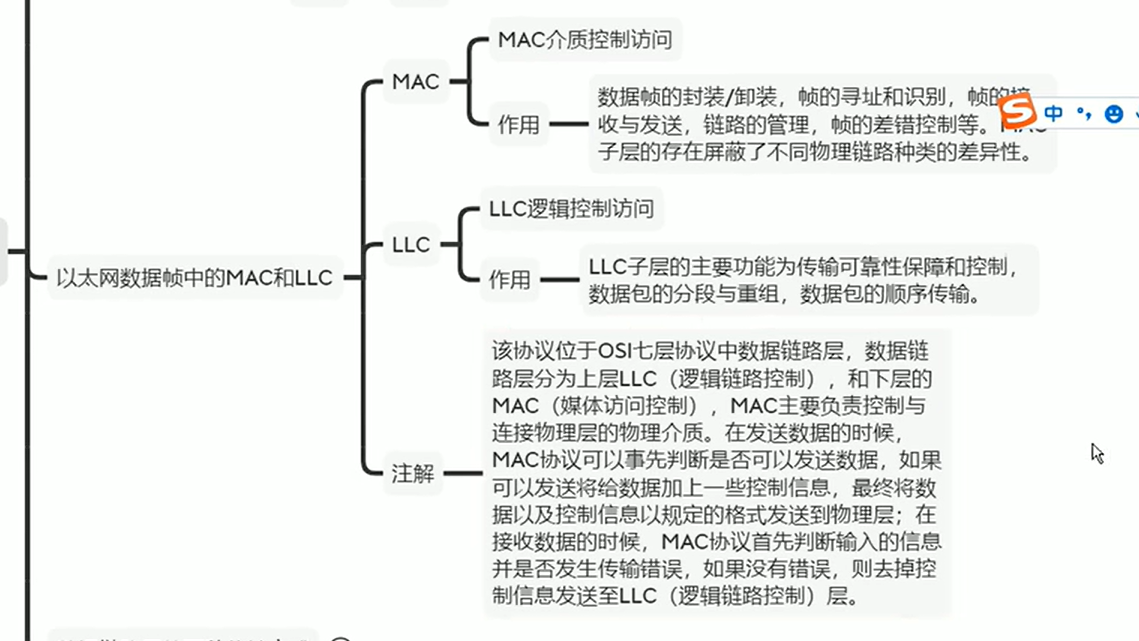 MAC介质控制访问
MAC
作用
数据帧的封装/卸装，帧的寻址和识别，帧的接
收与发送，链路的管理，帧的差错控制等。MAC
子层的存在屏蔽了不同物理链路种类的差异性。
中
LLC逻辑控制访问
LLC
作用
LLC子层的主要功能为传输可靠性保障和控制，
数据包的分段与重组，数据包的顺序传输。
以太网数据帧中的MAC和LLC
注解
该协议位于OSI七层协议中数据链路层，数据链
路层分为上层LLC（逻辑链路控制），和下层的
MAC（媒体访问控制），MAC主要负责控制与
连接物理层的物理介质。在发送数据的时候，
MAC协议可以事先判断是否可以发送数据，如果
可以发送将给数据加上一些控制信息，最终将数
据以及控制信息以规定的格式发送到物理层；在
接收数据的时候，MAC协议首先判断输入的信息
并是否发生传输错误，如果没有错误，则去掉控
制信息发送至LLC（逻辑链路控制）层。